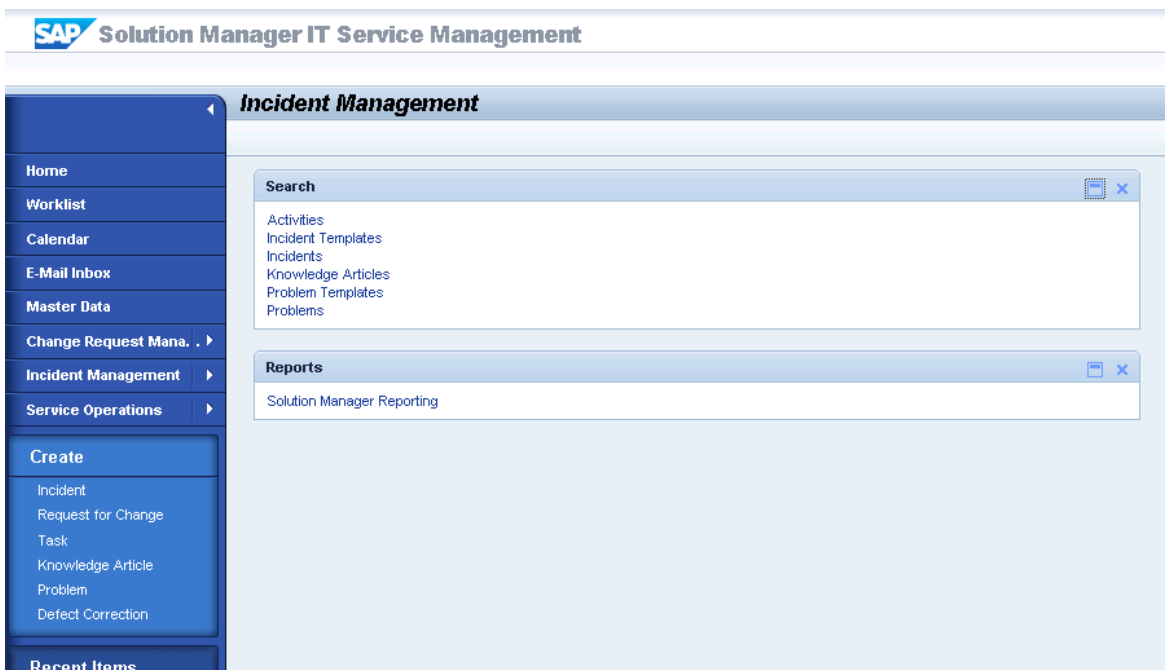 SAP Solution Manager IT Service Management
Incident Management
Home
Worklist
Calendar
E-Mail Inbox
Master Data
Change Request Mana. .
Incident Management
Service Operations
Create
Incident
Request for Change
Task
Knowledge Article
Problem
Defect Correction
Recent Items
Search
Activities
Incident Templates
Incidents
Knowledge Articles
Problem Templates
Problems
Reports
Solution Manager Reporting